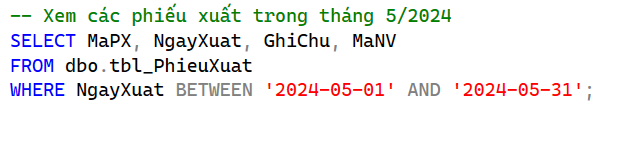 -- Xem các phiếu xuất trong tháng 5/2024
SELECT MaPX, NgayXuat, GhiChu, MaNV
FROM dbo.tbl_PhieuXuat
WHERE NgayXuat BETWEEN '2024-05-01' AND '2024-05-31';